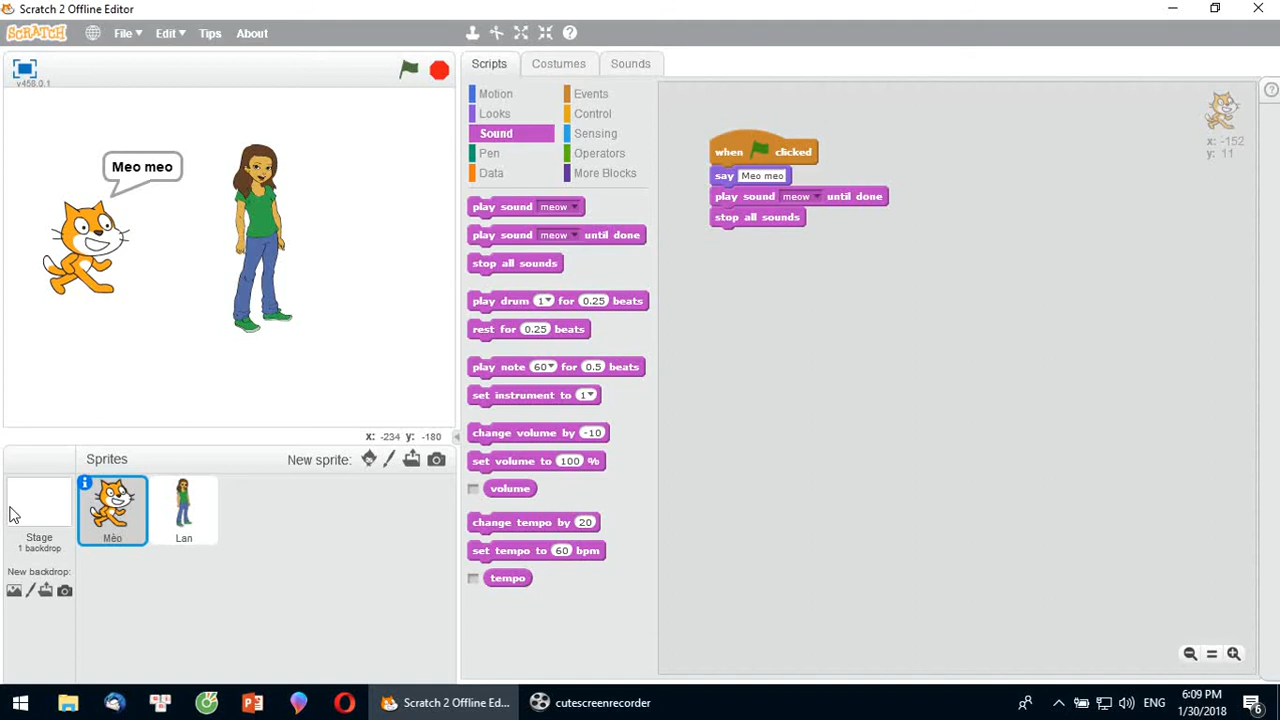 Scratch 2 Offline Editor
SCRATCH
File
Edit
Tips
About
v458.0.1
Scripts
Costumes
Sounds
Motion
Events
Looks
Control
Sound
Sensing
Pen
Operators
Data
More Blocks
play sound meow
play sound meow until done
stop all sounds
play drum 1 for 0.25 beats
rest for 0.25 beats
play note 60 for 0.5 beats
set instrument to 1
change volume by -10
set volume to 100 %
volume
change tempo by 20
set tempo to 60 bpm
tempo
when clicked
say Meo meo
play sound meow until done
stop all sounds
x: -152
y: 11
Meo meo
x: -234 y: -180
Sprites
New sprite:
Stage
1 backdrop
New backdrop:
Mèo
Lan
Scratch 2 Offline Ed...
cutescreenrecorder
ENG
6:09 PM
1/30/2018
6